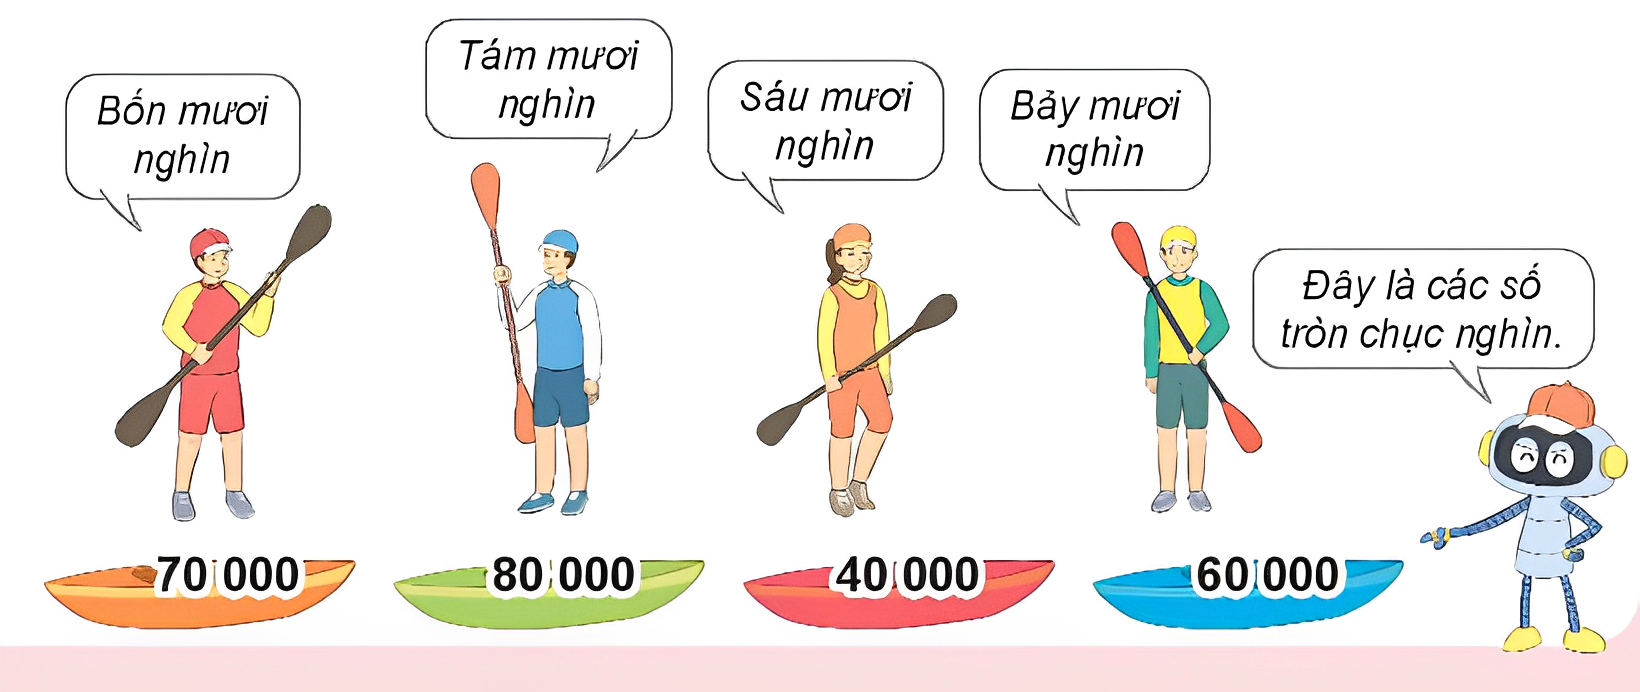 Bốn mươi
nghìn
Tám mươi
nghìn
Sáu mươi
nghìn
Bảy mươi
nghìn
Đây là các số
tròn chục nghìn.
70 000
80 000
40 000
60 000